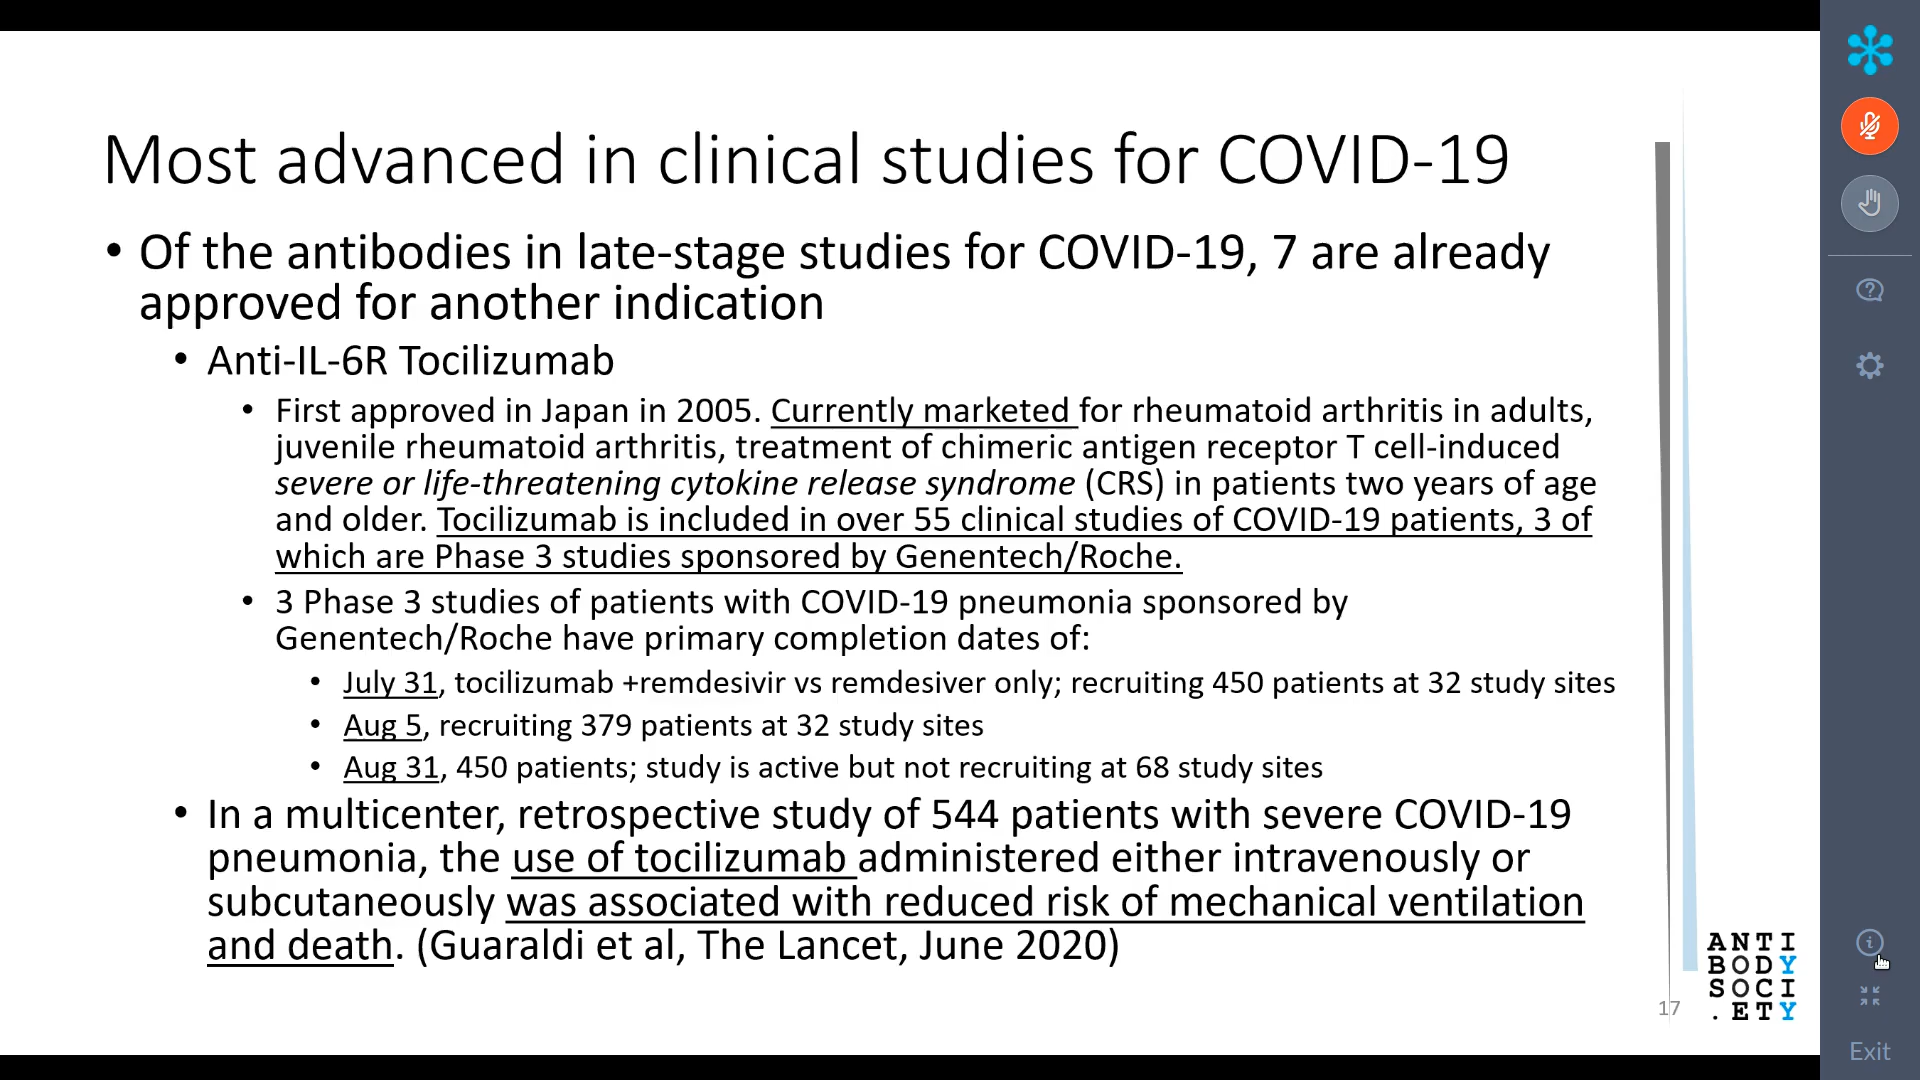 Most advanced in clinical studies for COVID-19
• Of the antibodies in late-stage studies for COVID-19, 7 are already
approved for another indication
• Anti-IL-6R Tocilizumab
• First approved in Japan in 2005. Currently marketed for rheumatoid arthritis in adults,
juvenile rheumatoid arthritis, treatment of chimeric antigen receptor T cell-induced
severe or life-threatening cytokine release syndrome (CRS) in patients two years of age
and older. Tocilizumab is included in over 55 clinical studies of COVID-19 patients, 3 of
which are Phase 3 studies sponsored by Genentech/Roche.
• 3 Phase 3 studies of patients with COVID-19 pneumonia sponsored by
Genentech/Roche have primary completion dates of:
• July 31, tocilizumab +remdesivir vs remdesiver only; recruiting 450 patients at 32 study sites
• Aug 5, recruiting 379 patients at 32 study sites
• Aug 31, 450 patients; study is active but not recruiting at 68 study sites
• In a multicenter, retrospective study of 544 patients with severe COVID-19
pneumonia, the use of tocilizumab administered either intravenously or
subcutaneously was associated with reduced risk of mechanical ventilation
and death. (Guaraldi et al, The Lancet, June 2020)
17
ANTI
BODY
SOCI
.ETY
Exit